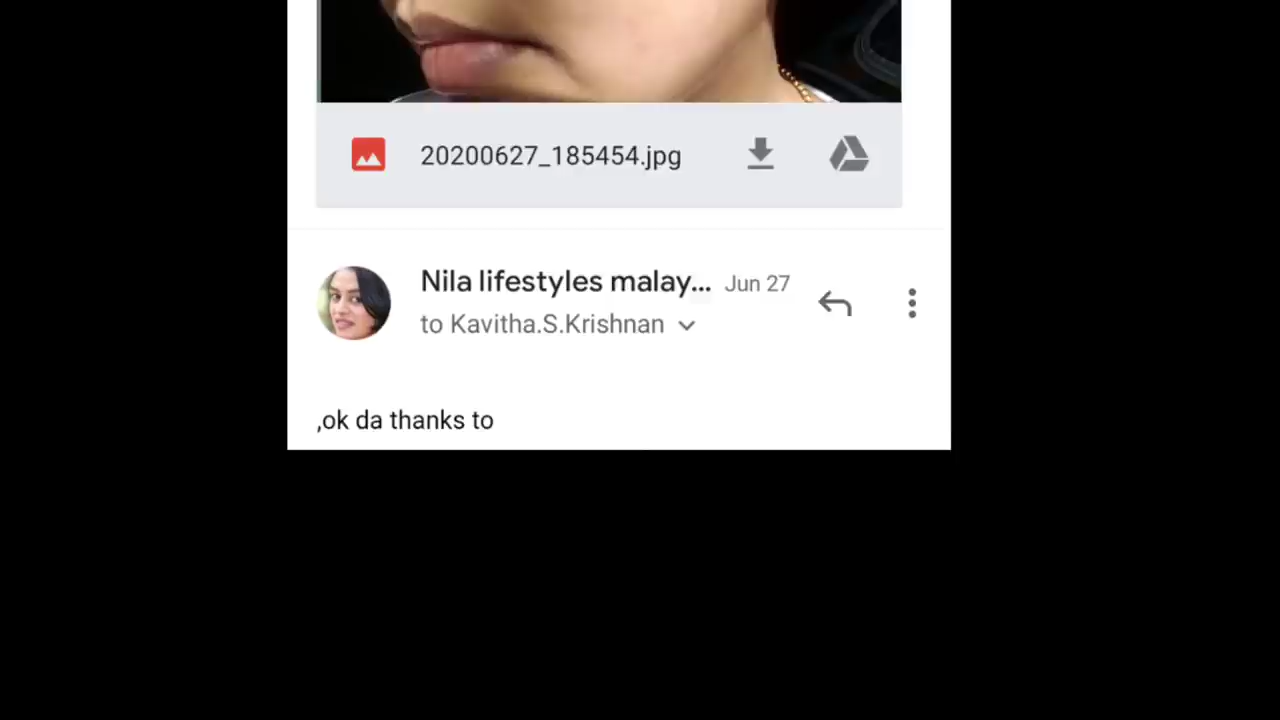 20200627_185454.jpg
Nila lifestyles malay... Jun 27
to Kavitha.S.Krishnan
,ok da thanks to